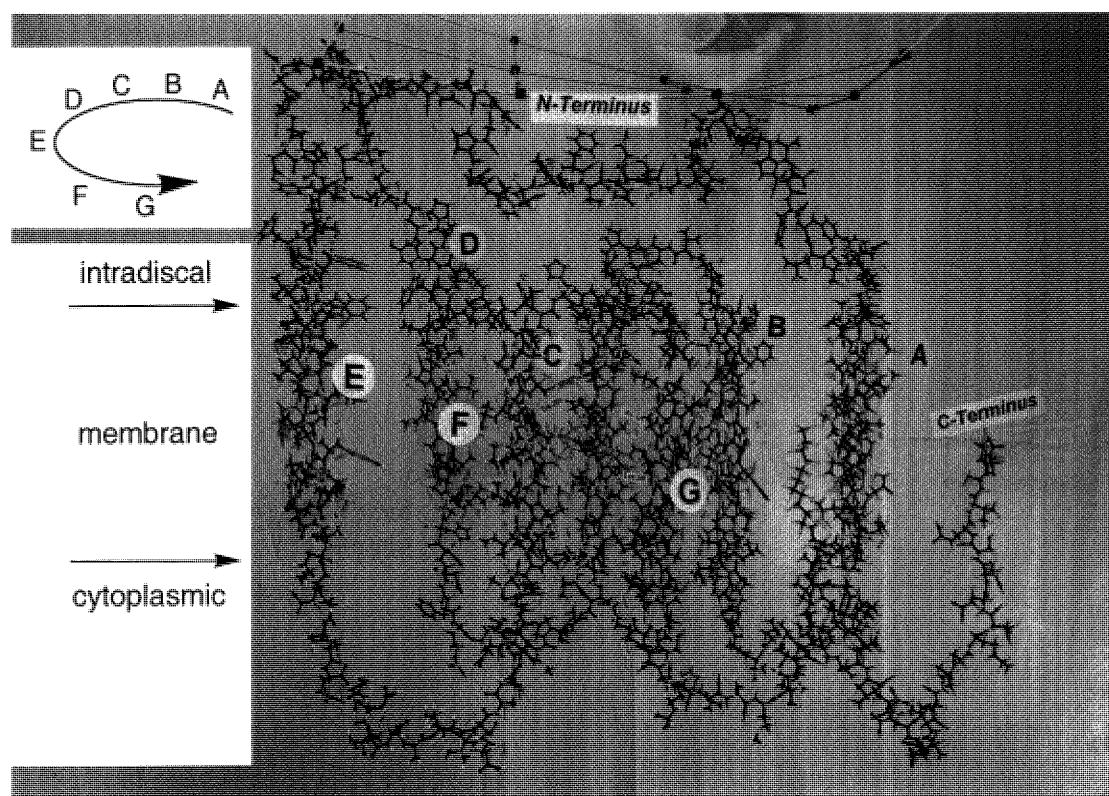 D C B A
E
F G
intradiscal
membrane
cytoplasmic
N-Terminus
D
B
C
A
E
C-Terminus
F
G